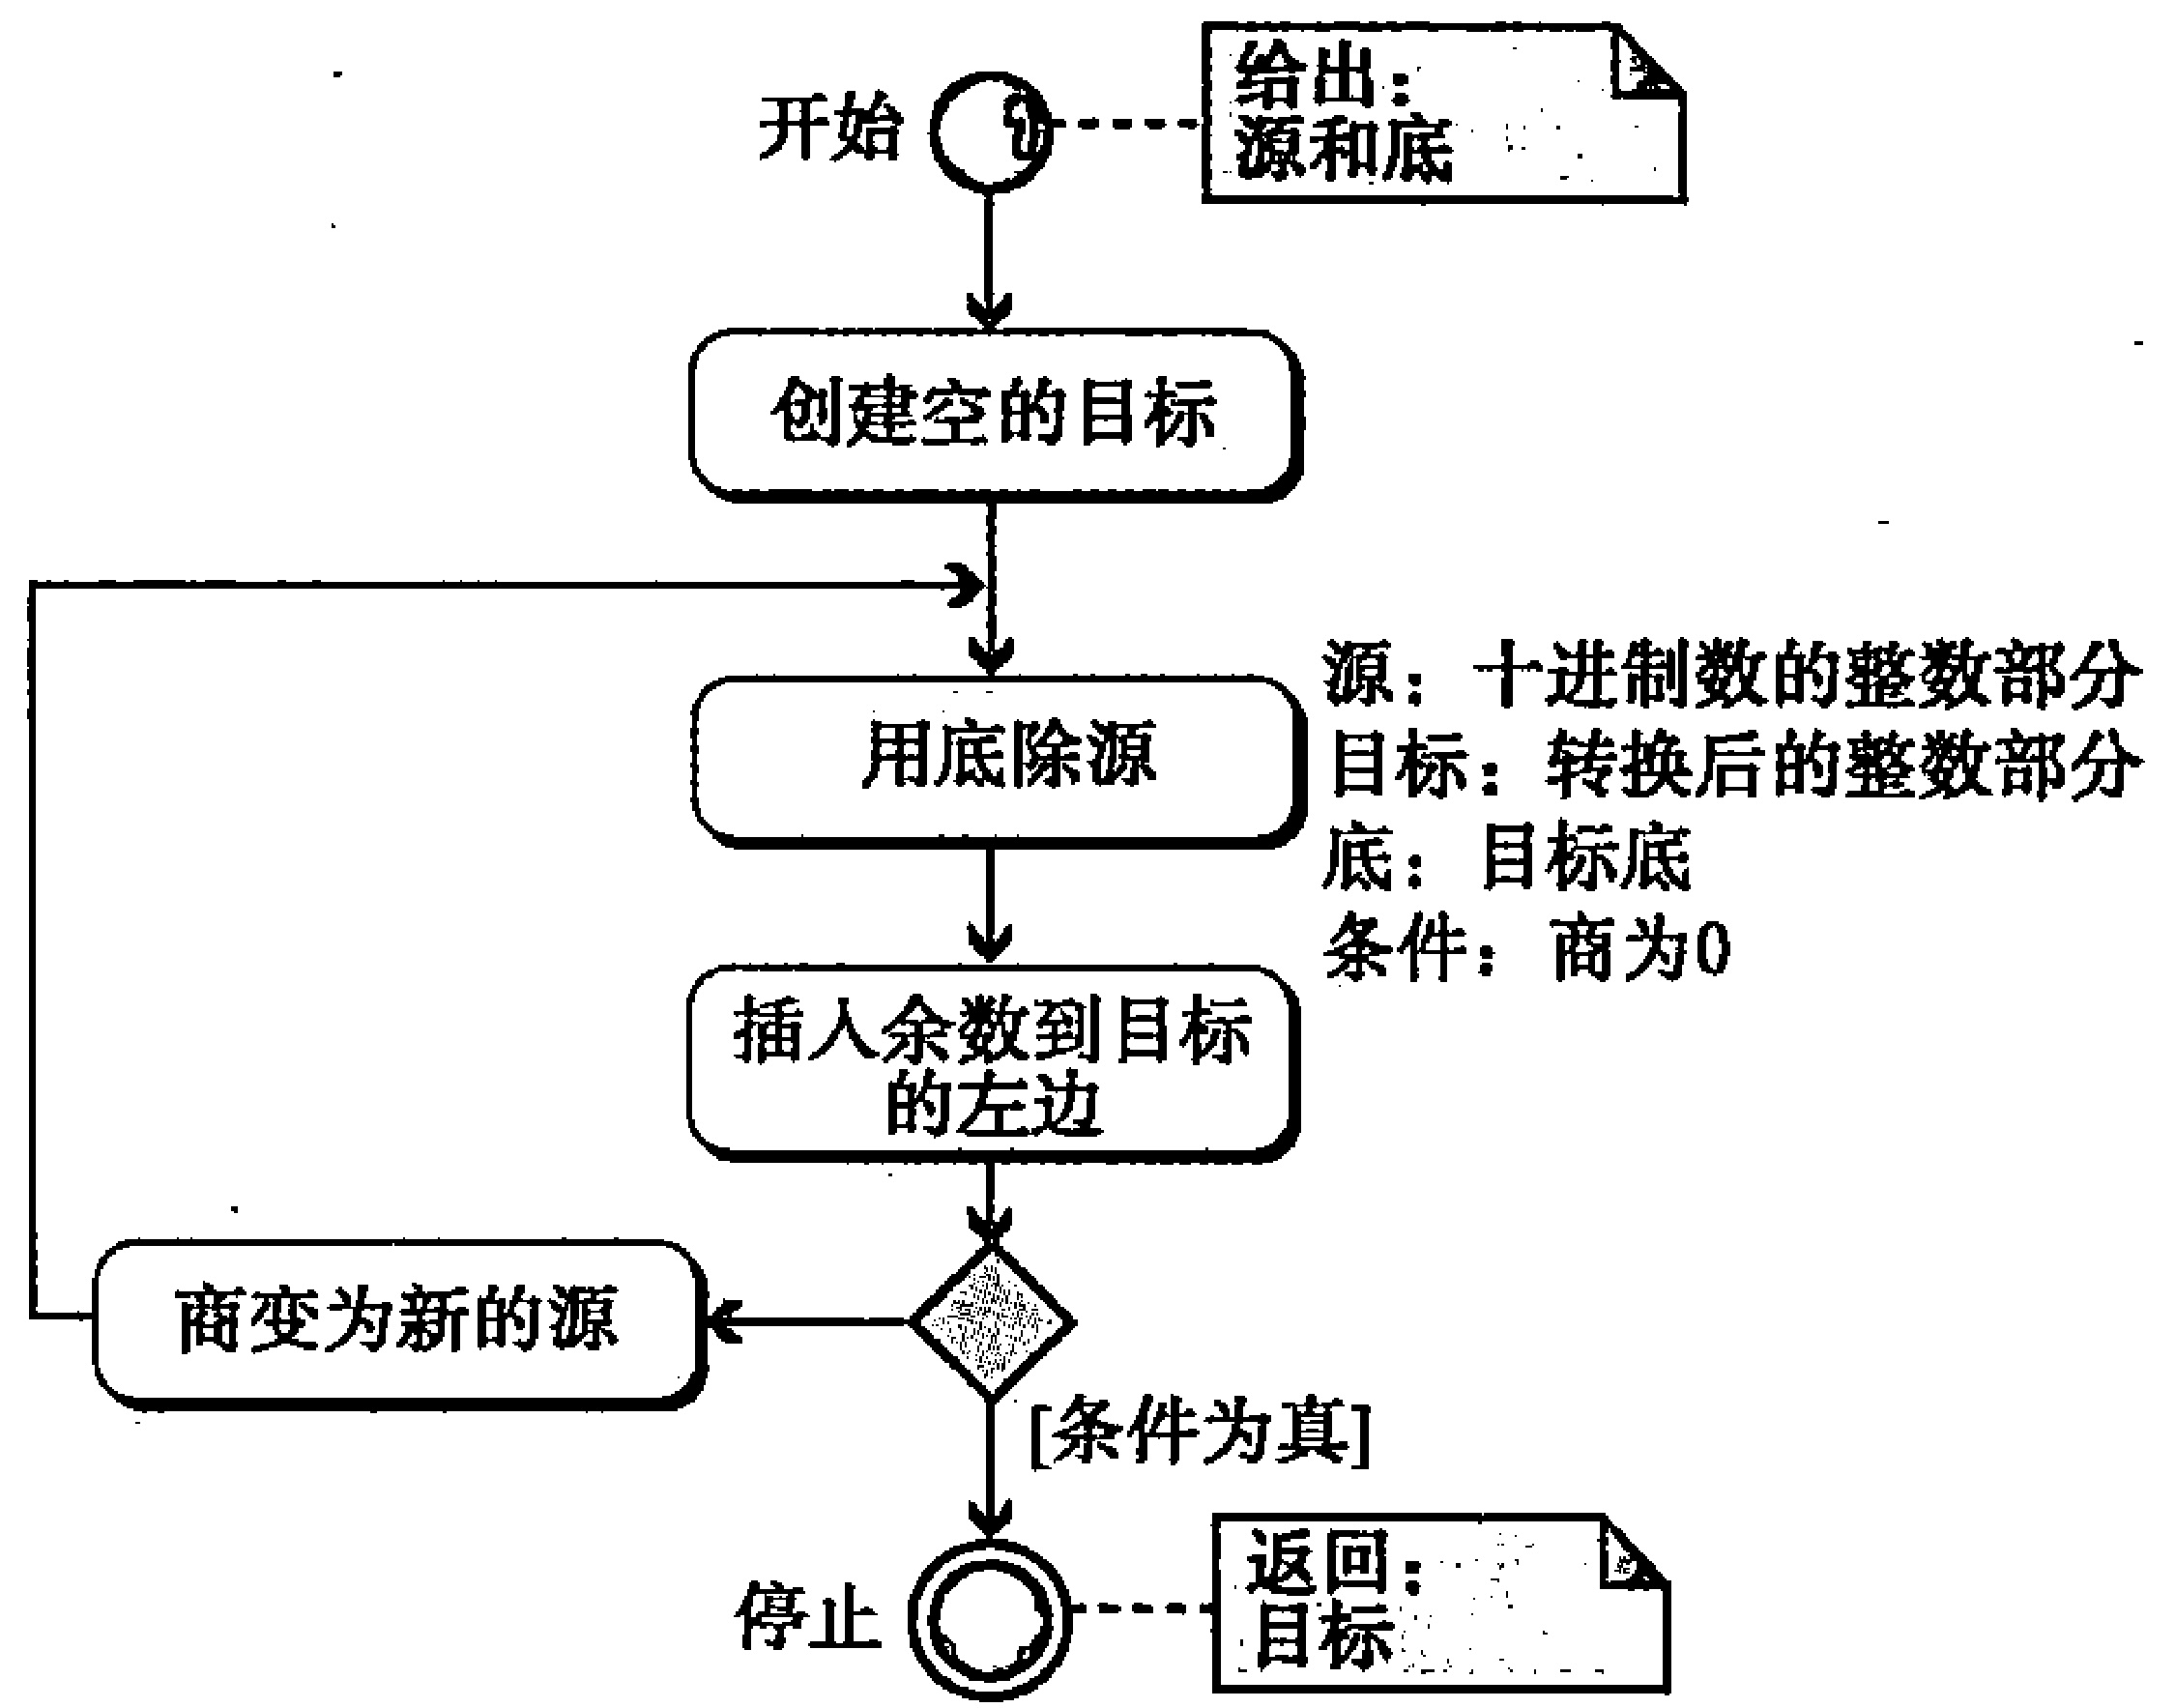 给出：
源和底
开始
创建空的目标
用底除源
源：十进制数的整数部分
目标：转换后的整数部分
底：目标底
条件：商为0
插入余数到目标
的左边
商变为新的源
[条件为真]
停止
返回：
目标